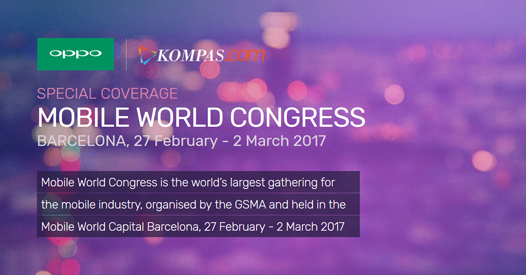 oppo
KOMPAS.com
SPECIAL COVERAGE
MOBILE WORLD CONGRESS
BARCELONA, 27 February - 2 March 2017
Mobile World Congress is the world's largest gathering for
the mobile industry, organised by the GSMA and held in the
Mobile World Capital Barcelona, 27 February - 2 March 2017